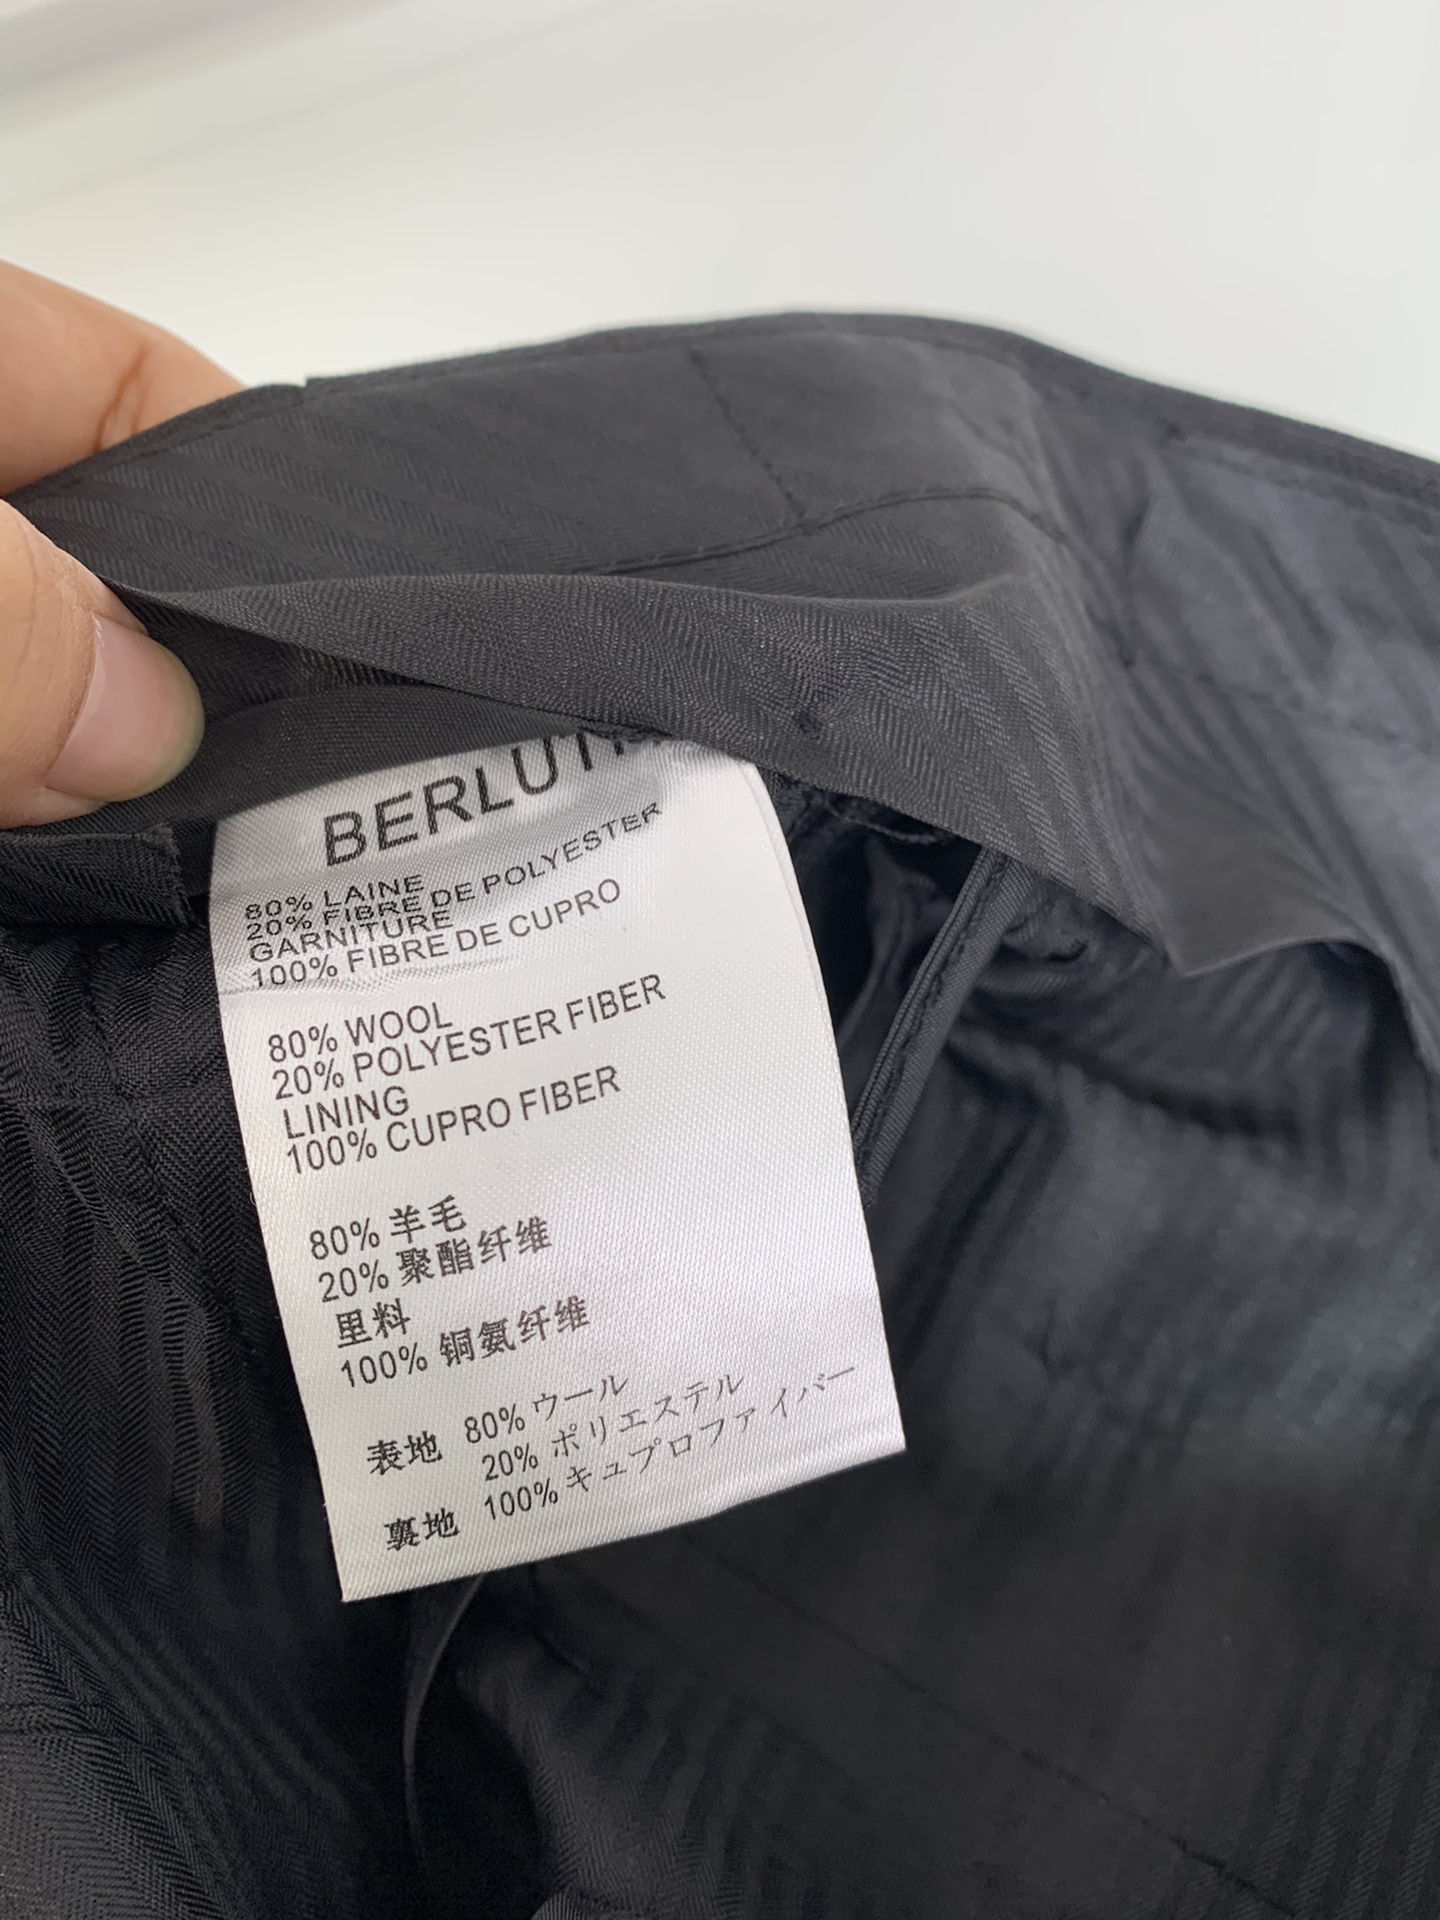 BERLUTI
80% LAINE
20% FIBRE DE POLYESTER
GARNITURE
100% FIBRE DE CUPRO
80% WOOL
20% POLYESTER FIBER
LINING
100% CUPRO FIBER
80% 羊毛
20% 聚酯纤维
里料
100% 铜氨纤维
表地 80% ウール
20% ポリエステル
裏地 100% キュプロファイバー